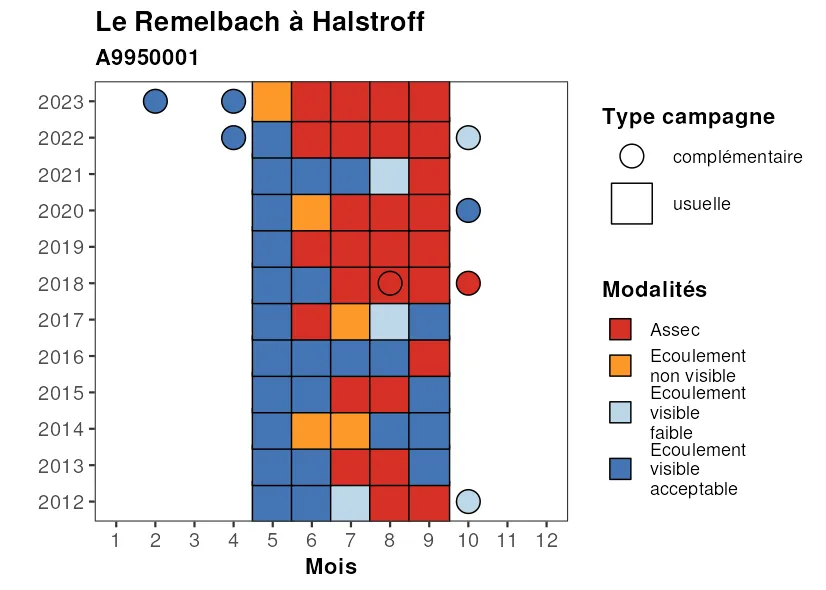 Le Remelbach à Halstroff
A9950001
2023
2022
2021
2020
2019
2018
2017
2016
2015
2014
2013
2012
1 2 3 4 5 6 7 8 9 10 11 12
Mois
Type campagne
complémentaire
usuelle
Modalités
Assec
Ecoulement
non visible
Ecoulement
visible
faible
Ecoulement
visible
acceptable